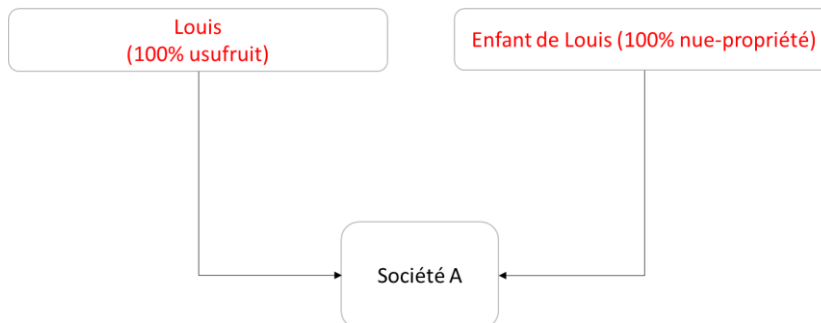 Louis
(100% usufruit)
Enfant de Louis (100% nue-propriété)
Société A